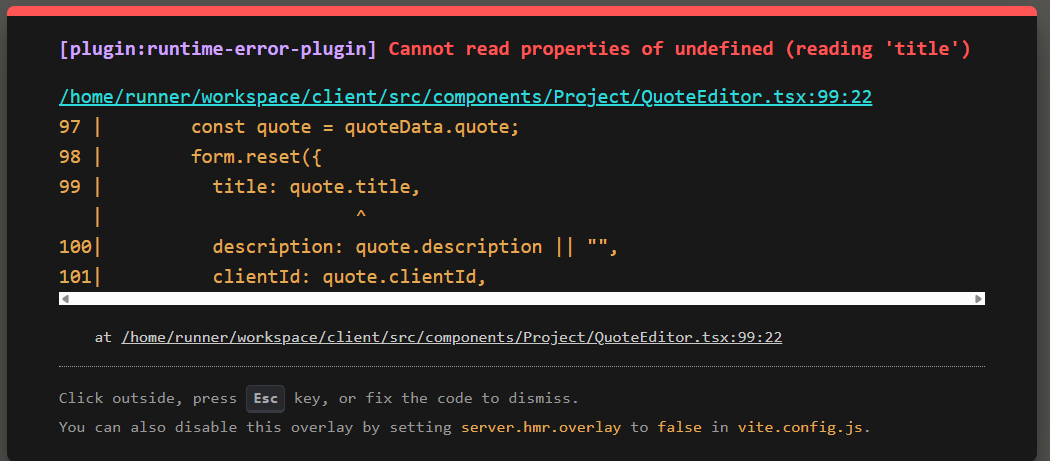 [plugin:runtime-error-plugin] Cannot read properties of undefined (reading 'title')
/home/runner/workspace/client/src/components/Project/QuoteEditor.tsx:99:22
97 |        const quote = quoteData.quote;
98 |        form.reset({
99 |          title: quote.title,
   |                       ^
100|          description: quote.description || "",
101|          clientId: quote.clientId,
at /home/runner/workspace/client/src/components/Project/QuoteEditor.tsx:99:22
Click outside, press Esc key, or fix the code to dismiss.
You can also disable this overlay by setting server.hmr.overlay to false in vite.config.js.